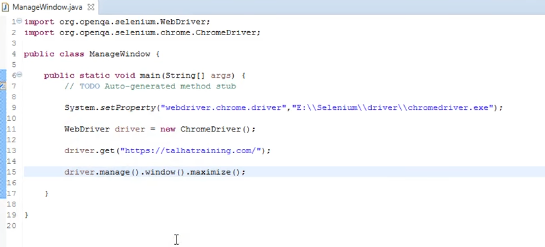 ManageWindow.java
1 import org.openqa.selenium.WebDriver;
2 import org.openqa.selenium.chrome.ChromeDriver;
3
4 public class ManageWindow {
5
6 public static void main(String[] args) {
7 // TODO Auto-generated method stub
8
9 System.setProperty("webdriver.chrome.driver","E:\\Selenium\\driver\\chromedriver.exe");
10
11 WebDriver driver = new ChromeDriver();
12
13 driver.get("https://talhatraining.com/");
14
15 driver.manage().window().maximize();
16
17 }
18
19 }
20